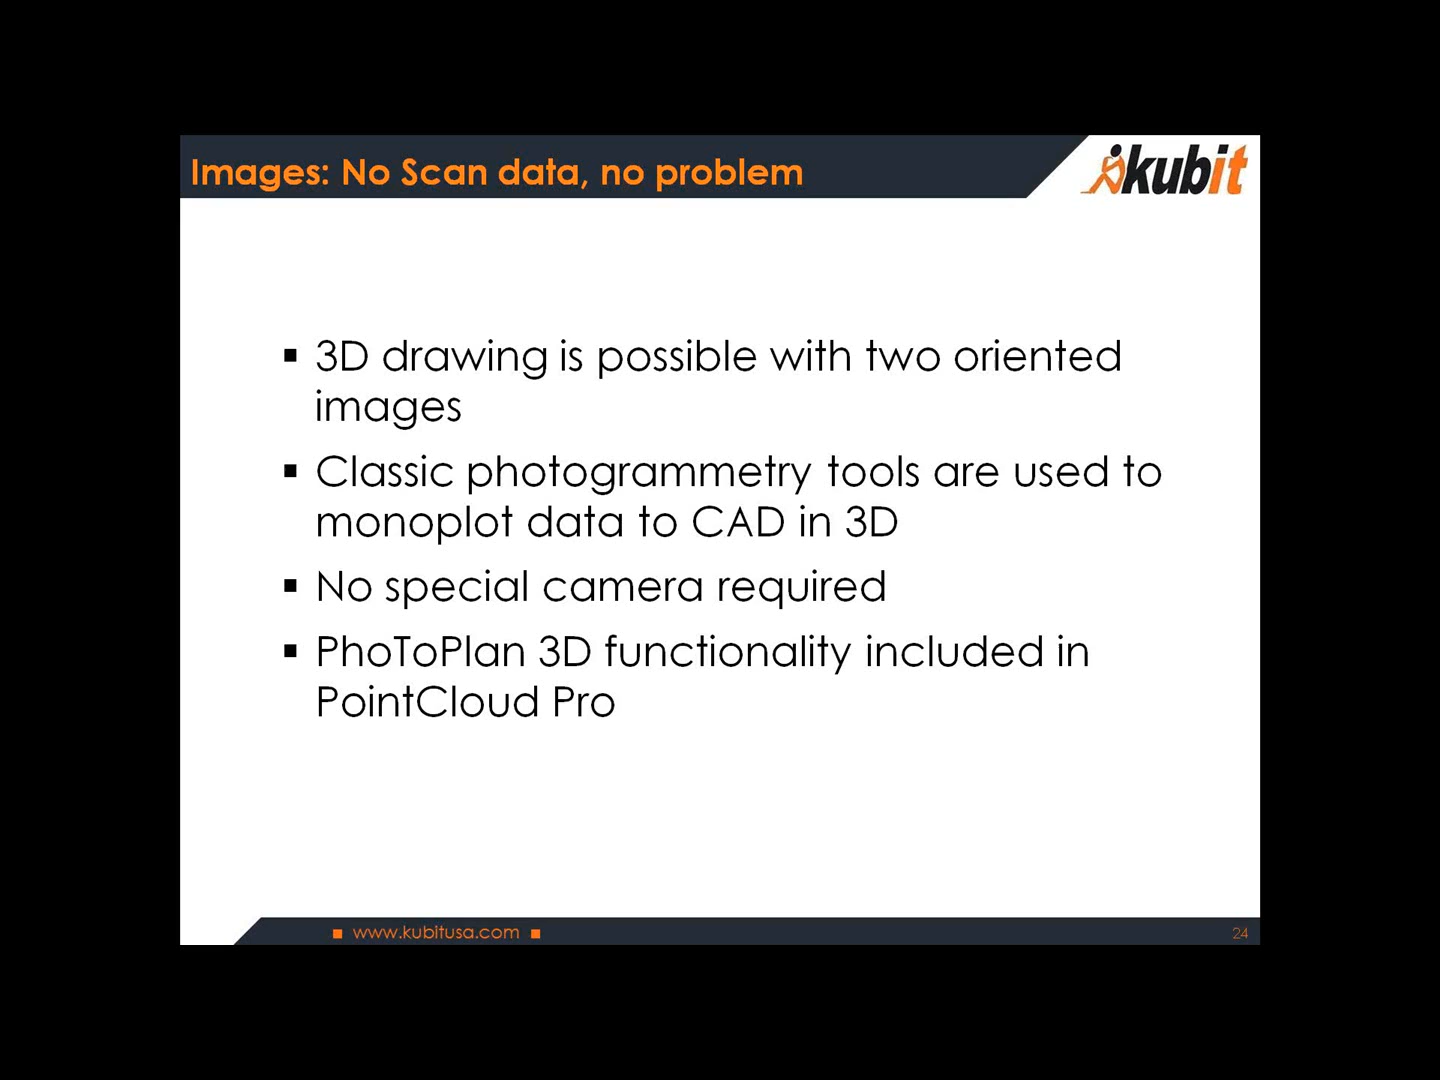 Images: No Scan data, no problem
kubit
▪ 3D drawing is possible with two oriented
images
▪ Classic photogrammetry tools are used to
monoplot data to CAD in 3D
▪ No special camera required
▪ PhoToPlan 3D functionality included in
PointCloud Pro
▪ www.kubitusa.com ▪
24